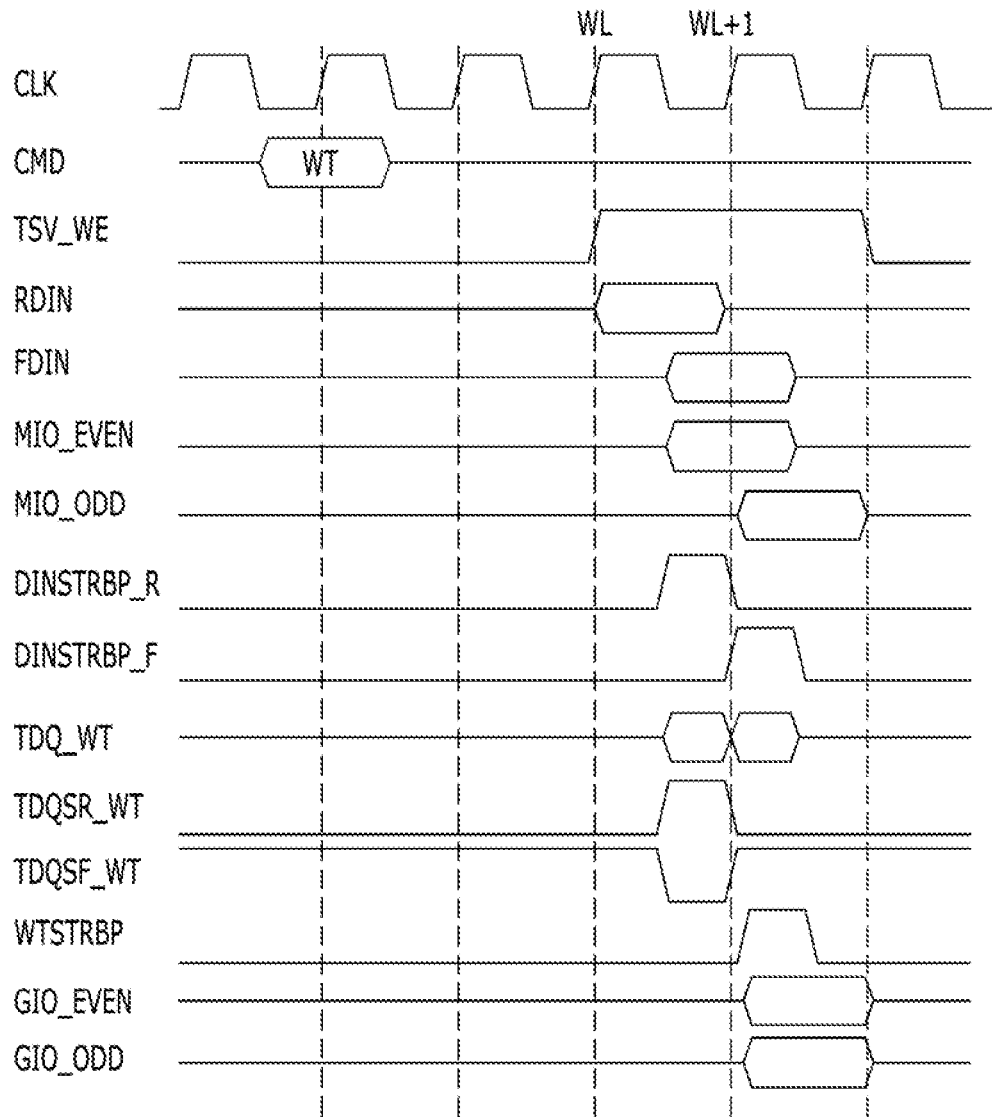 WL WL+1
CLK
CMD WT
TSV_WE
RDIN
FDIN
MIO_EVEN
MIO_ODD
DINSTRBP_R
DINSTRBP_F
TDQ_WT
TDQSR_WT
TDQSF_WT
WTSTRBP
GIO_EVEN
GIO_ODD